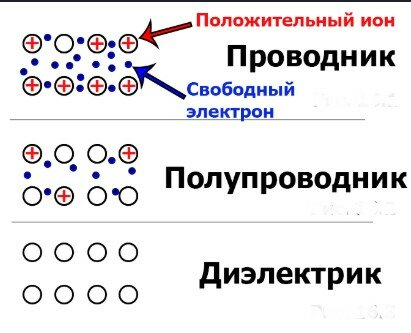 Положительный ион
Проводник
Свободный
электрон
Полупроводник
Диэлектрик